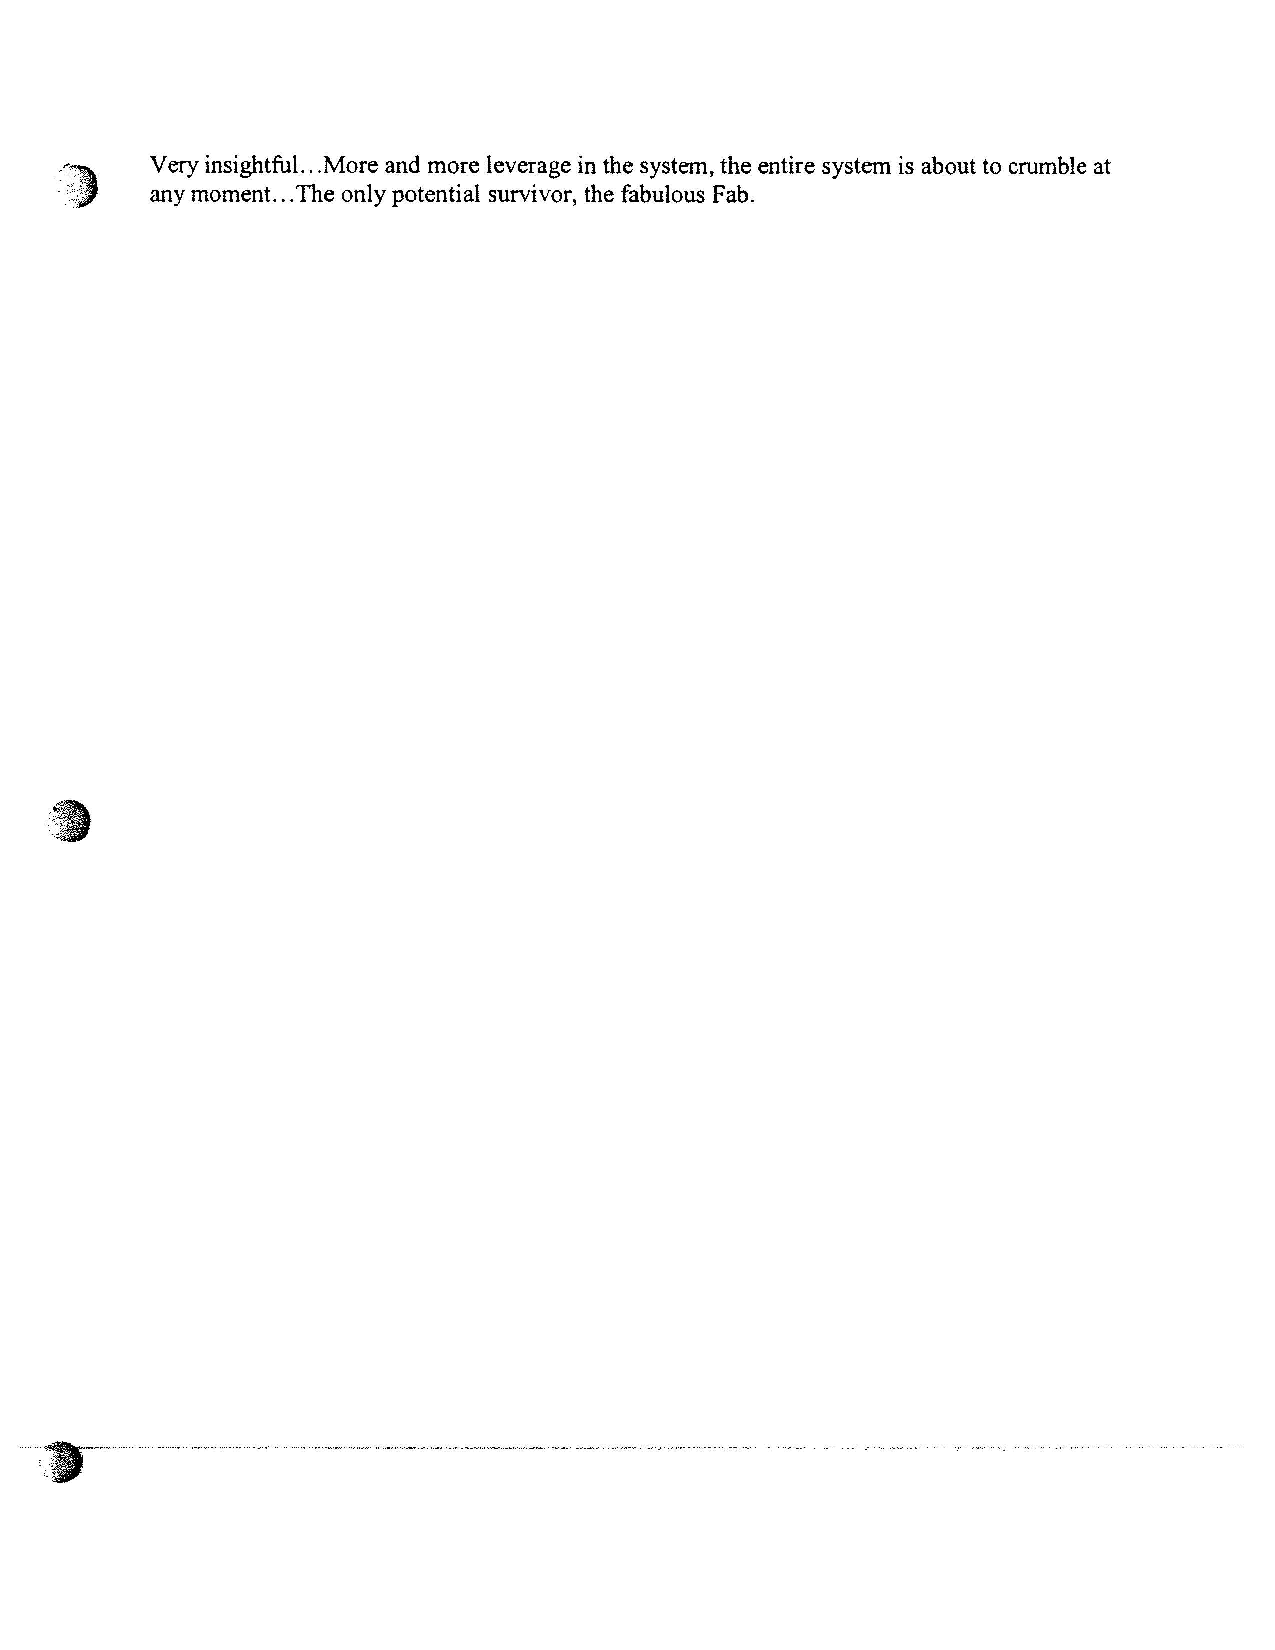 Very insightful...More and more leverage in the system, the entire system is about to crumble at
any moment...The only potential survivor, the fabulous Fab.